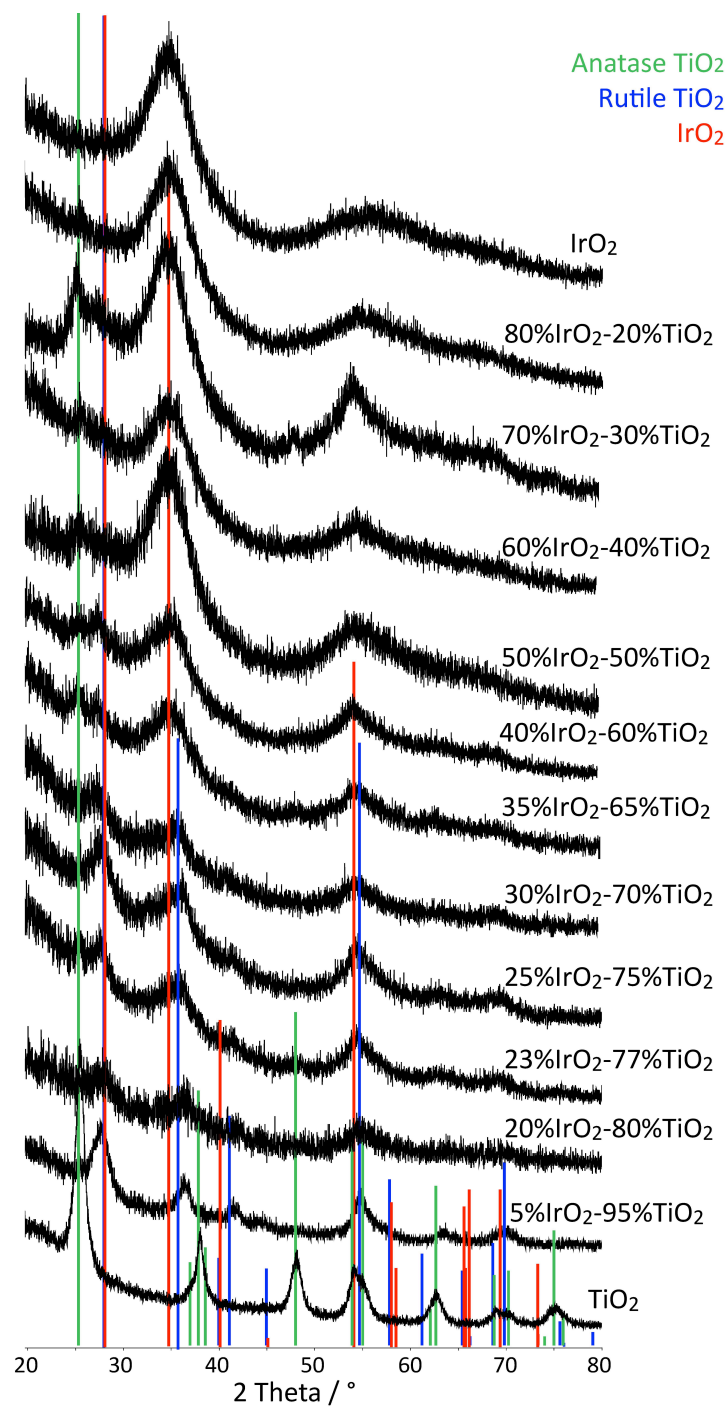 Anatase TiO₂
Rutile TiO₂
IrO₂
IrO₂
80%IrO₂-20%TiO₂
70%IrO₂-30%TiO₂
60%IrO₂-40%TiO₂
50%IrO₂-50%TiO₂
40%IrO₂-60%TiO₂
35%IrO₂-65%TiO₂
30%IrO₂-70%TiO₂
25%IrO₂-75%TiO₂
23%IrO₂-77%TiO₂
20%IrO₂-80%TiO₂
5%IrO₂-95%TiO₂
TiO₂
20 30 40 50 60 70 80
2 Theta / °